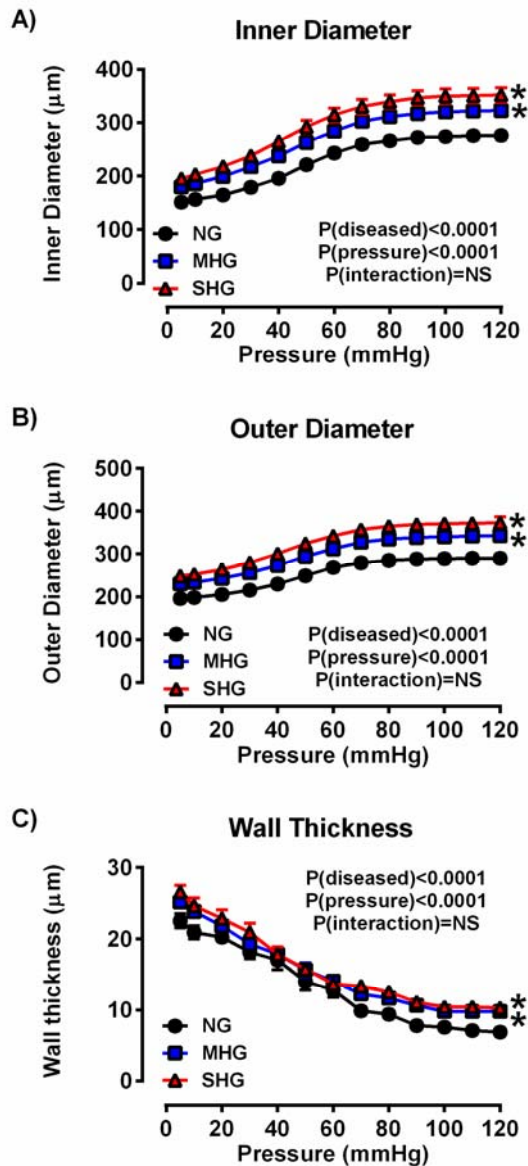 A)
Inner Diameter
Inner Diameter (μm)
400
300
200
100
0
NG
MHG
SHG
P(diseased)<0.0001
P(pressure)<0.0001
P(interaction)=NS
*
*
0 20 40 60 80 100 120
Pressure (mmHg)
B)
Outer Diameter
Outer Diameter (μm)
500
400
300
200
100
0
NG
MHG
SHG
P(diseased)<0.0001
P(pressure)<0.0001
P(interaction)=NS
*
*
0 20 40 60 80 100 120
Pressure (mmHg)
C)
Wall Thickness
Wall thickness (μm)
30
20
10
0
P(diseased)<0.0001
P(pressure)<0.0001
P(interaction)=NS
NG
MHG
SHG
*
*
0 20 40 60 80 100 120
Pressure (mmHg)